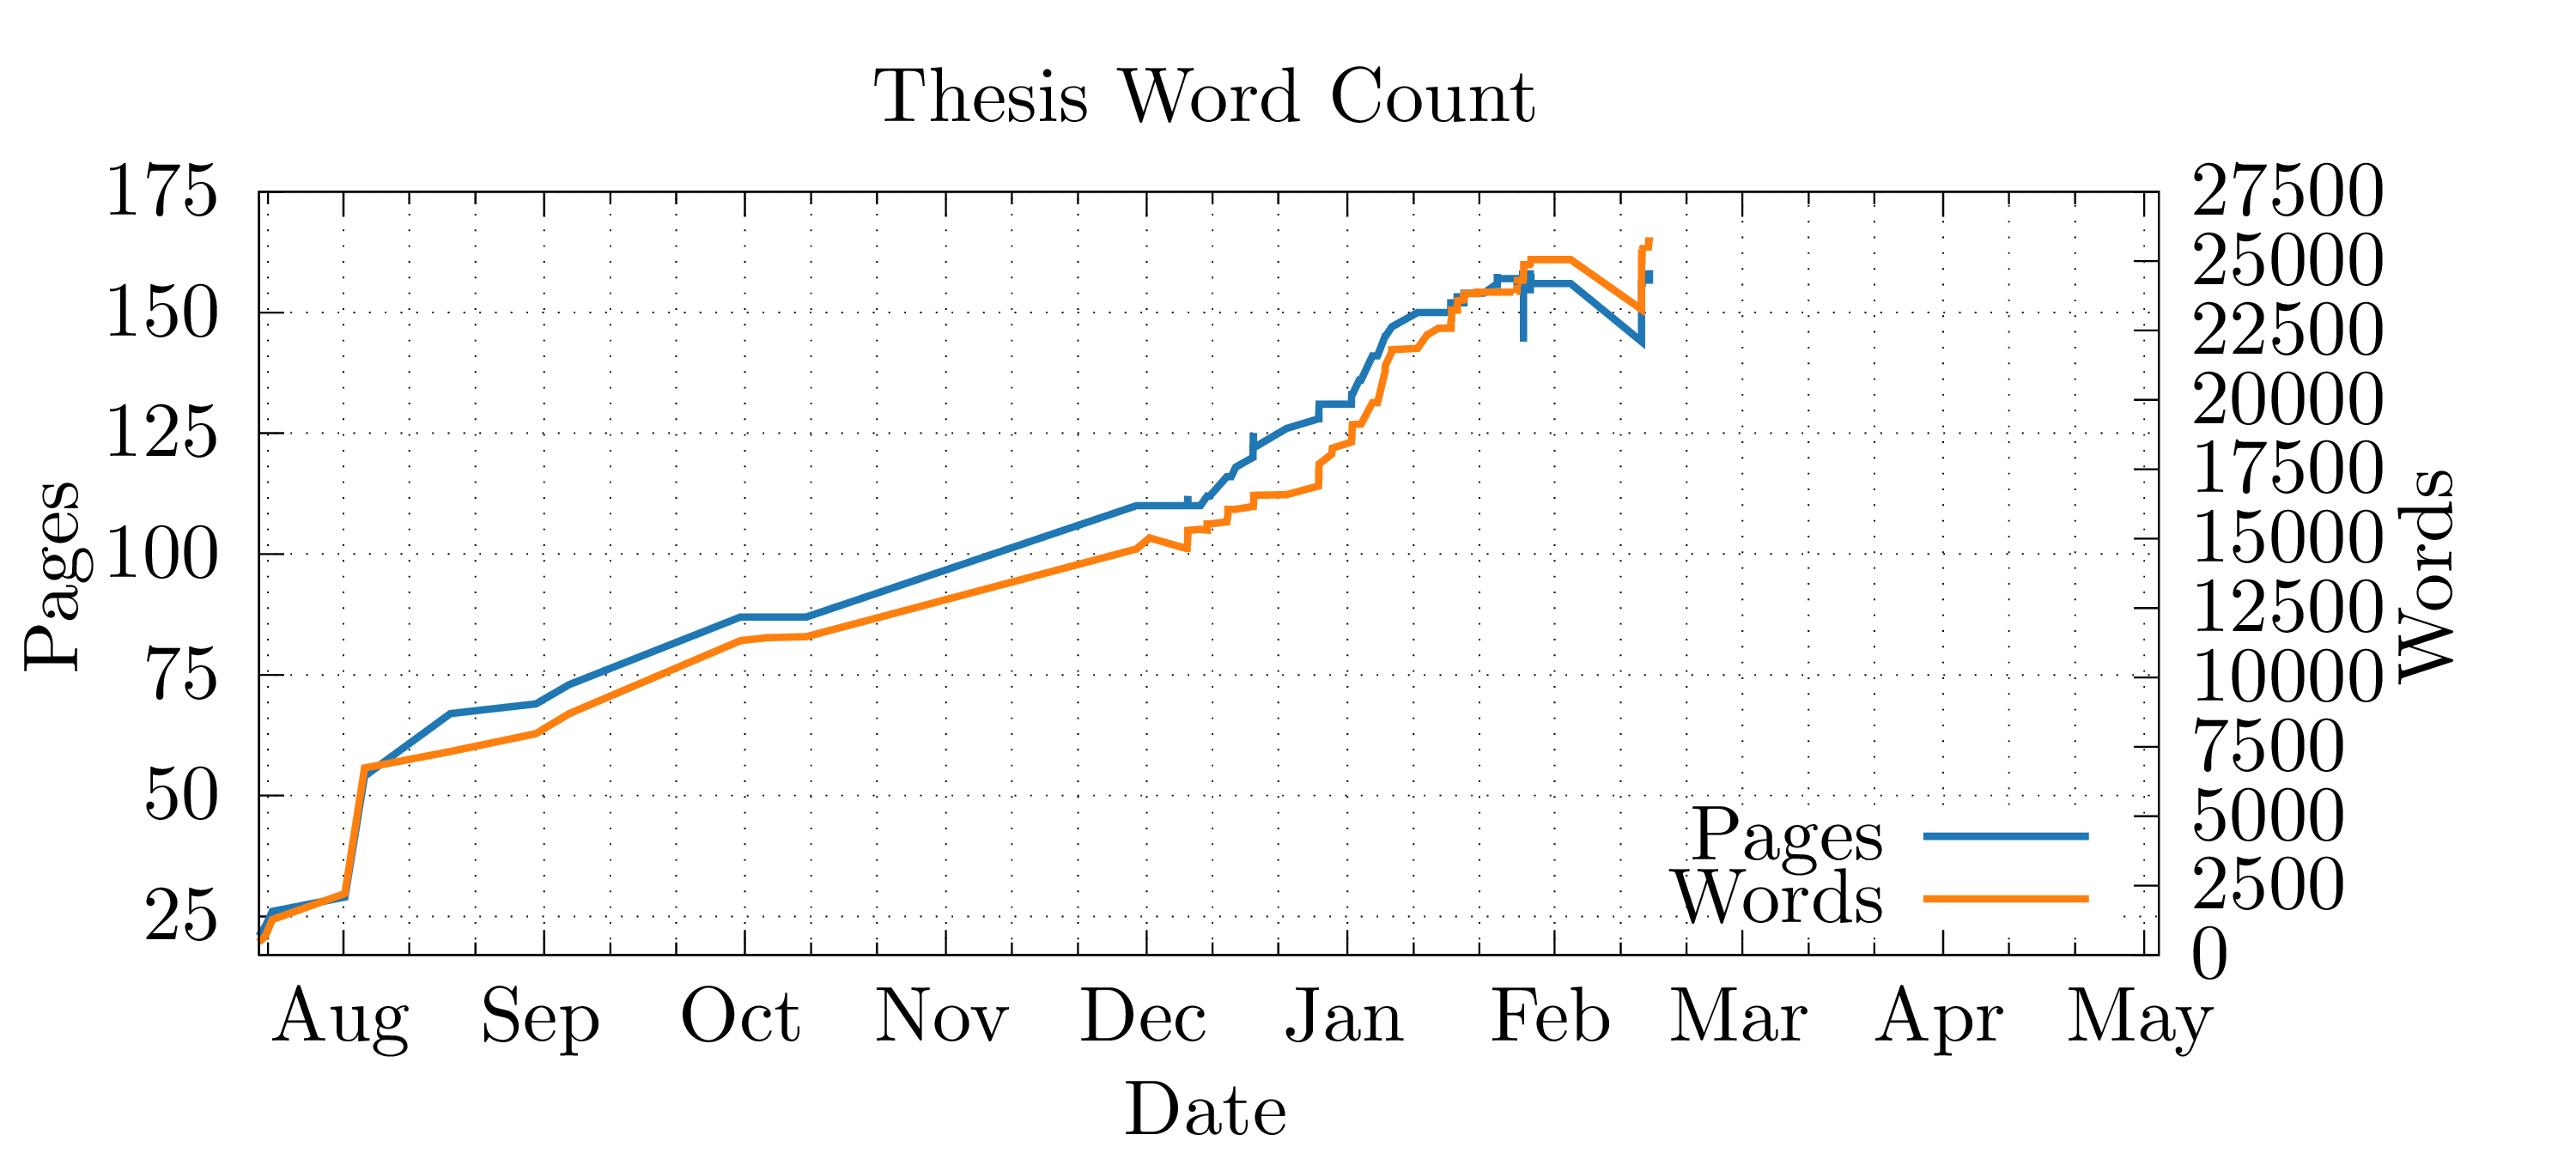 Thesis Word Count
Pages
175
150
125
100
75
50
25
27500
25000
22500
20000
17500
15000
12500
10000
7500
5000
2500
0
Words
Pages
Words
Aug Sep Oct Nov Dec Jan Feb Mar Apr May
Date